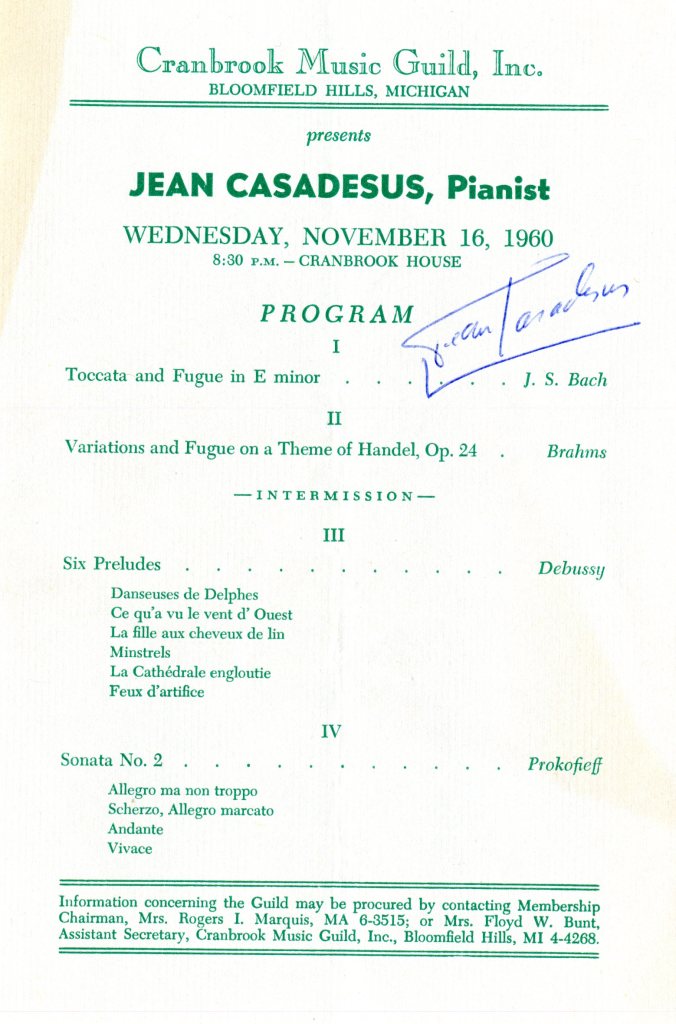 Cranbrook Music Guild, Inc.
BLOOMFIELD HILLS, MICHIGAN
presents
JEAN CASADESUS, Pianist
WEDNESDAY, NOVEMBER 16, 1960
8:30 P.M. — CRANBROOK HOUSE
PROGRAM
Jean Casadesus
I
Toccata and Fugue in E minor . . . . . . J. S. Bach
II
Variations and Fugue on a Theme of Handel, Op. 24 . Brahms
—INTERMISSION—
III
Six Preludes . . . . . . . . . . . Debussy
Danseuses de Delphes
Ce qu'a vu le vent d' Ouest
La fille aux cheveux de lin
Minstrels
La Cathédrale engloutie
Feux d'artifice
IV
Sonata No. 2 . . . . . . . . . . . Prokofieff
Allegro ma non troppo
Scherzo, Allegro marcato
Andante
Vivace
Information concerning the Guild may be procured by contacting Membership
Chairman, Mrs. Rogers I. Marquis, MA 6-3515; or Mrs. Floyd W. Bunt,
Assistant Secretary, Cranbrook Music Guild, Inc., Bloomfield Hills, MI 4-4268.